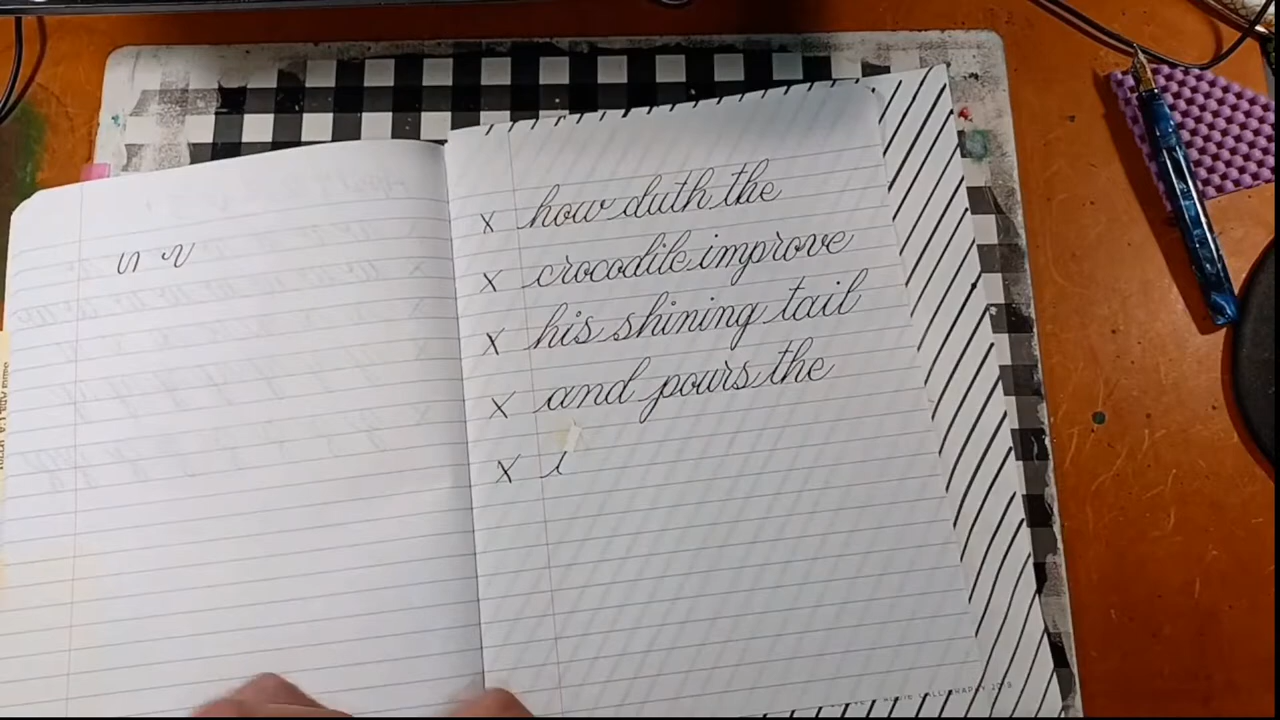 x how duth the
x crocodile improve
x his shining tail
x and pours the
x i